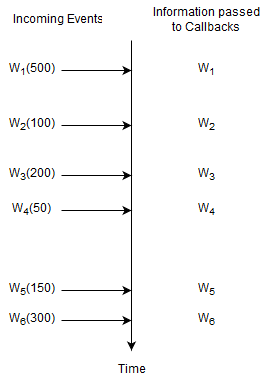 Incoming Events
Information passed
to Callbacks
W1(500)
W1
W2(100)
W2
W3(200)
W3
W4(50)
W4
W5(150)
W5
W6(300)
W6
Time